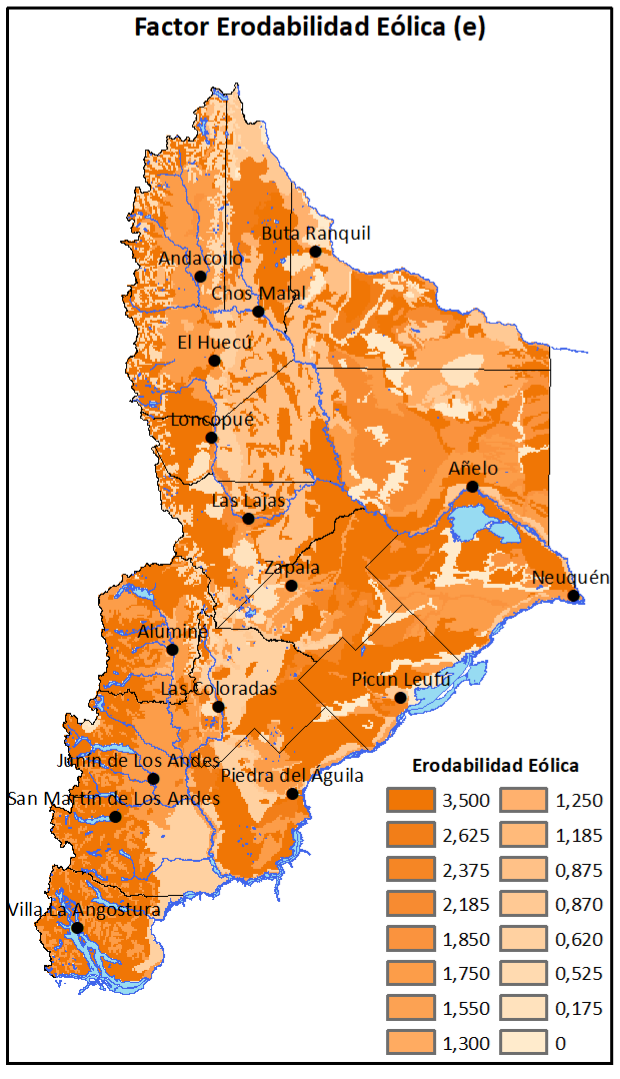 Factor Erodabilidad Eólica (e)
Buta Ranquil
Andacollo
Chos Malal
El Huecú
Loncopué
Añelo
Las Lajas
Zapala
Neuquén
Aluminé
Picún Leufú
Las Coloradas
Junín de Los Andes
Piedra del Águila
San Martín de Los Andes
Villa La Angostura
Erodabilidad Eólica
3,500 1,250
2,625 1,185
2,375 0,875
2,185 0,870
1,850 0,620
1,750 0,525
1,550 0,175
1,300 0